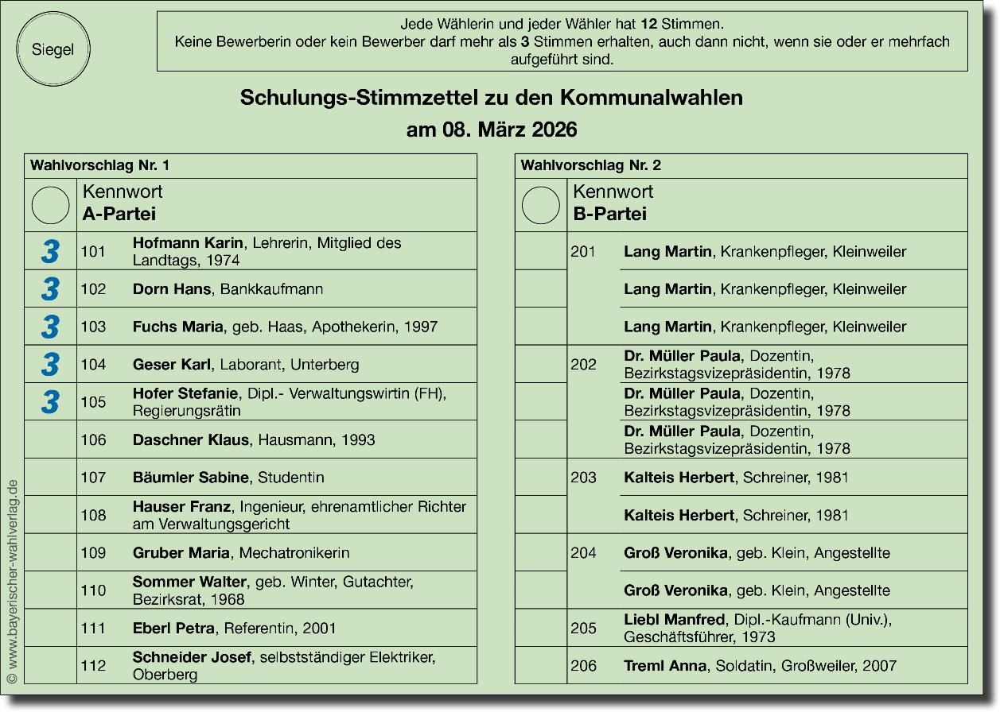 Siegel
Jede Wählerin und jeder Wähler hat 12 Stimmen.
Keine Bewerberin oder kein Bewerber darf mehr als 3 Stimmen erhalten, auch dann nicht, wenn sie oder er mehrfach
aufgeführt sind.
Schulungs-Stimmzettel zu den Kommunalwahlen
am 08. März 2026
Wahlvorschlag Nr. 1
Kennwort
A-Partei
3 101 Hofmann Karin, Lehrerin, Mitglied des
Landtags, 1974
3 102 Dorn Hans, Bankkaufmann
3 103 Fuchs Maria, geb. Haas, Apothekerin, 1997
3 104 Geser Karl, Laborant, Unterberg
3 105 Hofer Stefanie, Dipl.- Verwaltungswirtin (FH),
Regierungsrätin
106 Daschner Klaus, Hausmann, 1993
107 Bäumler Sabine, Studentin
108 Hauser Franz, Ingenieur, ehrenamtlicher Richter
am Verwaltungsgericht
109 Gruber Maria, Mechatronikerin
110 Sommer Walter, geb. Winter, Gutachter,
Bezirksrat, 1968
111 Eberl Petra, Referentin, 2001
112 Schneider Josef, selbstständiger Elektriker,
Oberberg
Wahlvorschlag Nr. 2
Kennwort
B-Partei
201 Lang Martin, Krankenpfleger, Kleinweiler
Lang Martin, Krankenpfleger, Kleinweiler
Lang Martin, Krankenpfleger, Kleinweiler
202 Dr. Müller Paula, Dozentin,
Bezirkstagsvizepräsidentin, 1978
Dr. Müller Paula, Dozentin,
Bezirkstagsvizepräsidentin, 1978
Dr. Müller Paula, Dozentin,
Bezirkstagsvizepräsidentin, 1978
203 Kalteis Herbert, Schreiner, 1981
Kalteis Herbert, Schreiner, 1981
204 Groß Veronika, geb. Klein, Angestellte
Groß Veronika, geb. Klein, Angestellte
205 Liebl Manfred, Dipl.-Kaufmann (Univ.),
Geschäftsführer, 1973
206 Treml Anna, Soldatin, Großweiler, 2007
© www.bayerischer-wahlverlag.de